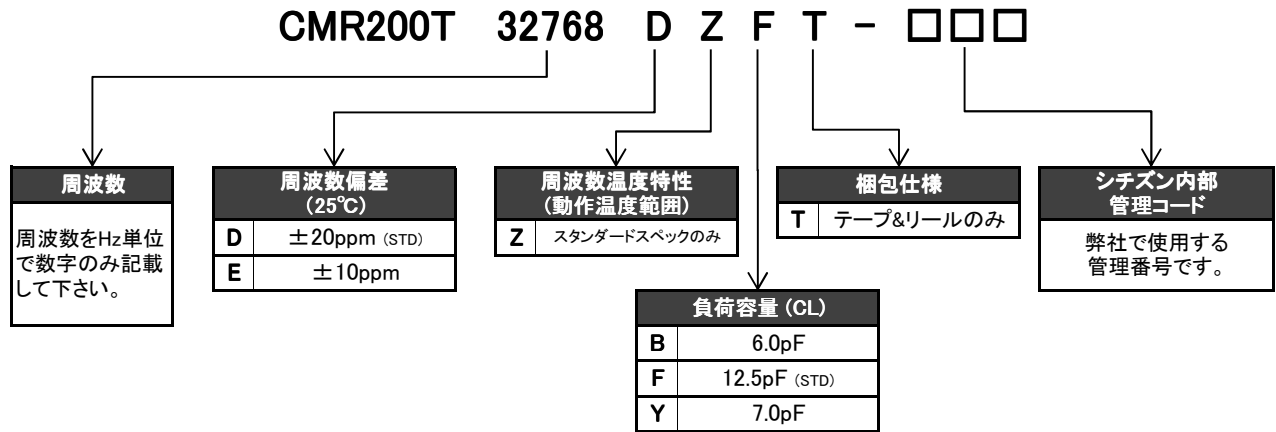 CMR200T 32768 D Z F T - □□□
周波数
周波数をHz単位
で数字のみ記載
して下さい。
周波数偏差
(25℃)
D ±20ppm (STD)
E ±10ppm
周波数温度特性
(動作温度範囲)
Z スタンダードスペックのみ
梱包仕様
T テープ&リールのみ
シチズン内部
管理コード
弊社で使用する
管理番号です。
負荷容量 (CL)
B 6.0pF
F 12.5pF (STD)
Y 7.0pF